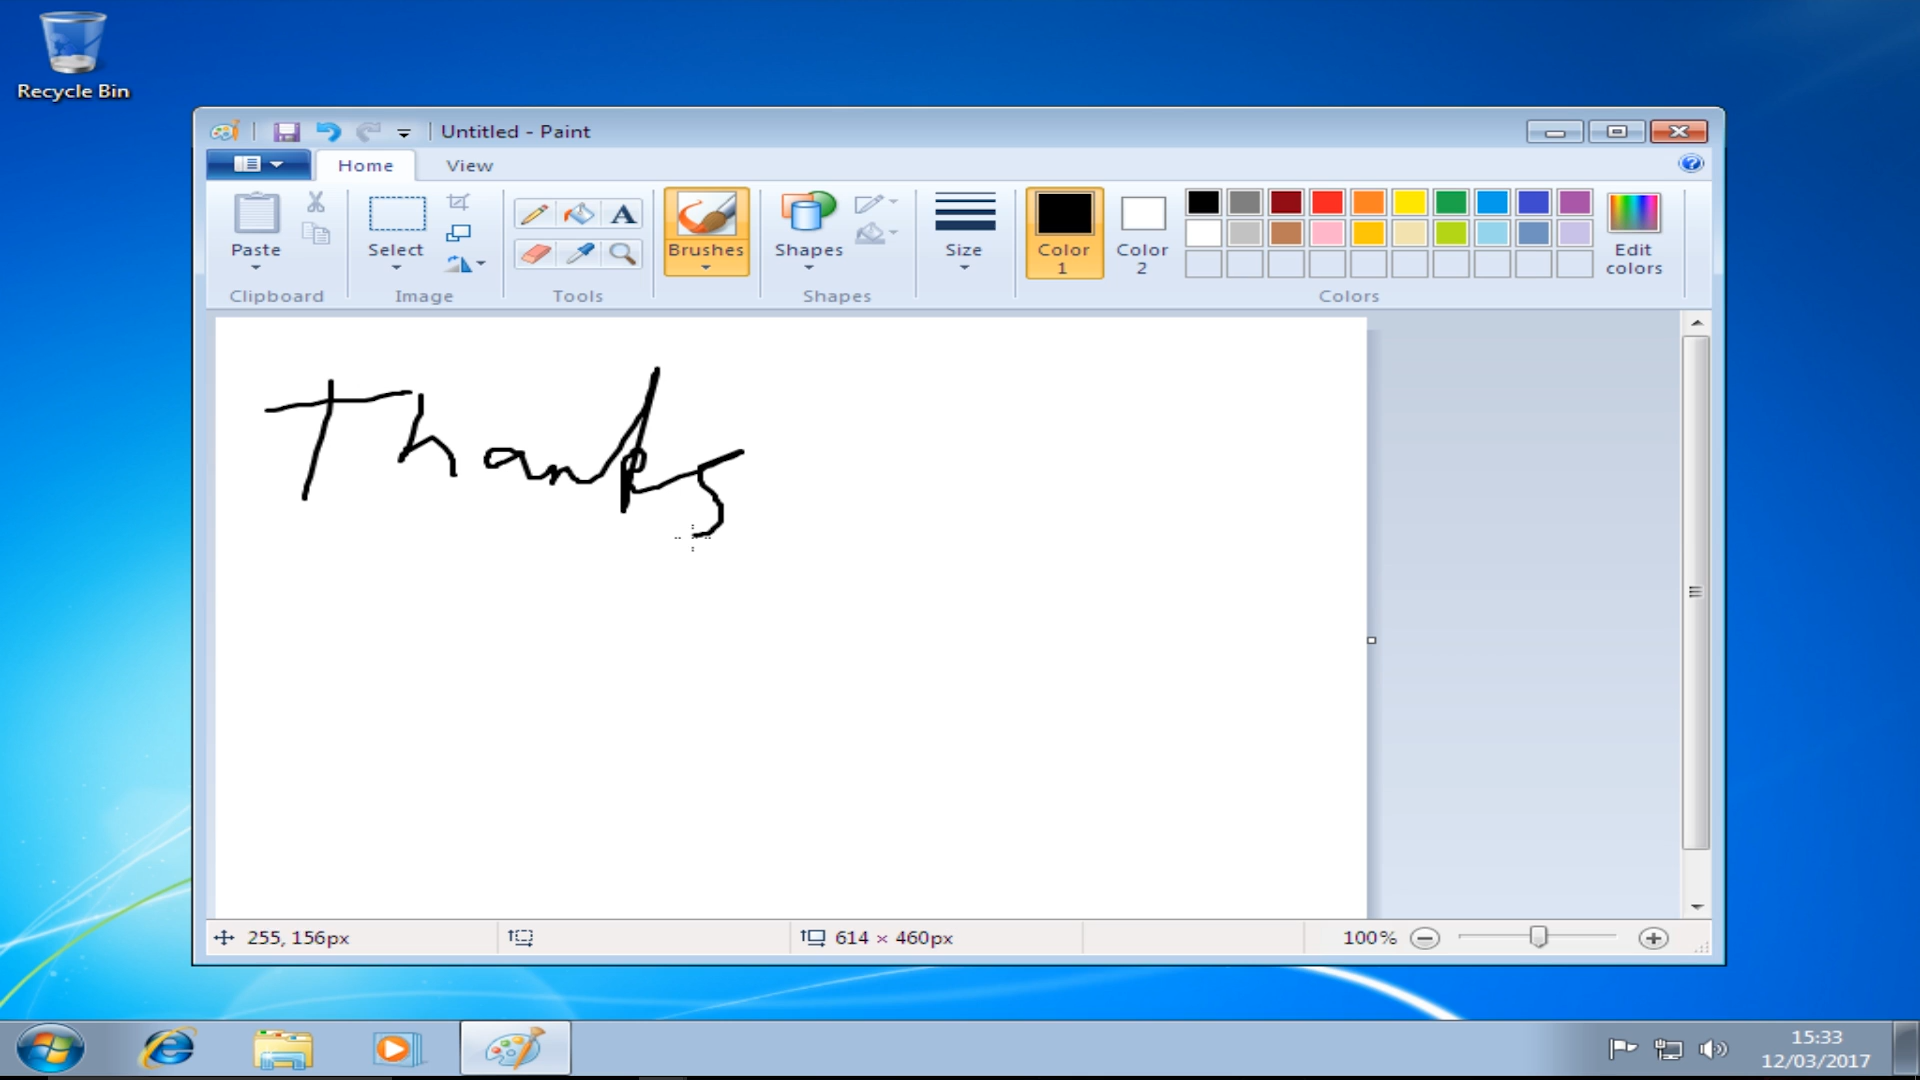 Recycle Bin
Untitled - Paint
Home View
Paste Select A Brushes Shapes Size Color 1 Color 2 Edit colors
Clipboard Image Tools Shapes Colors
Thanks
255, 156px 614 × 460px 100%
15:33
12/03/2017